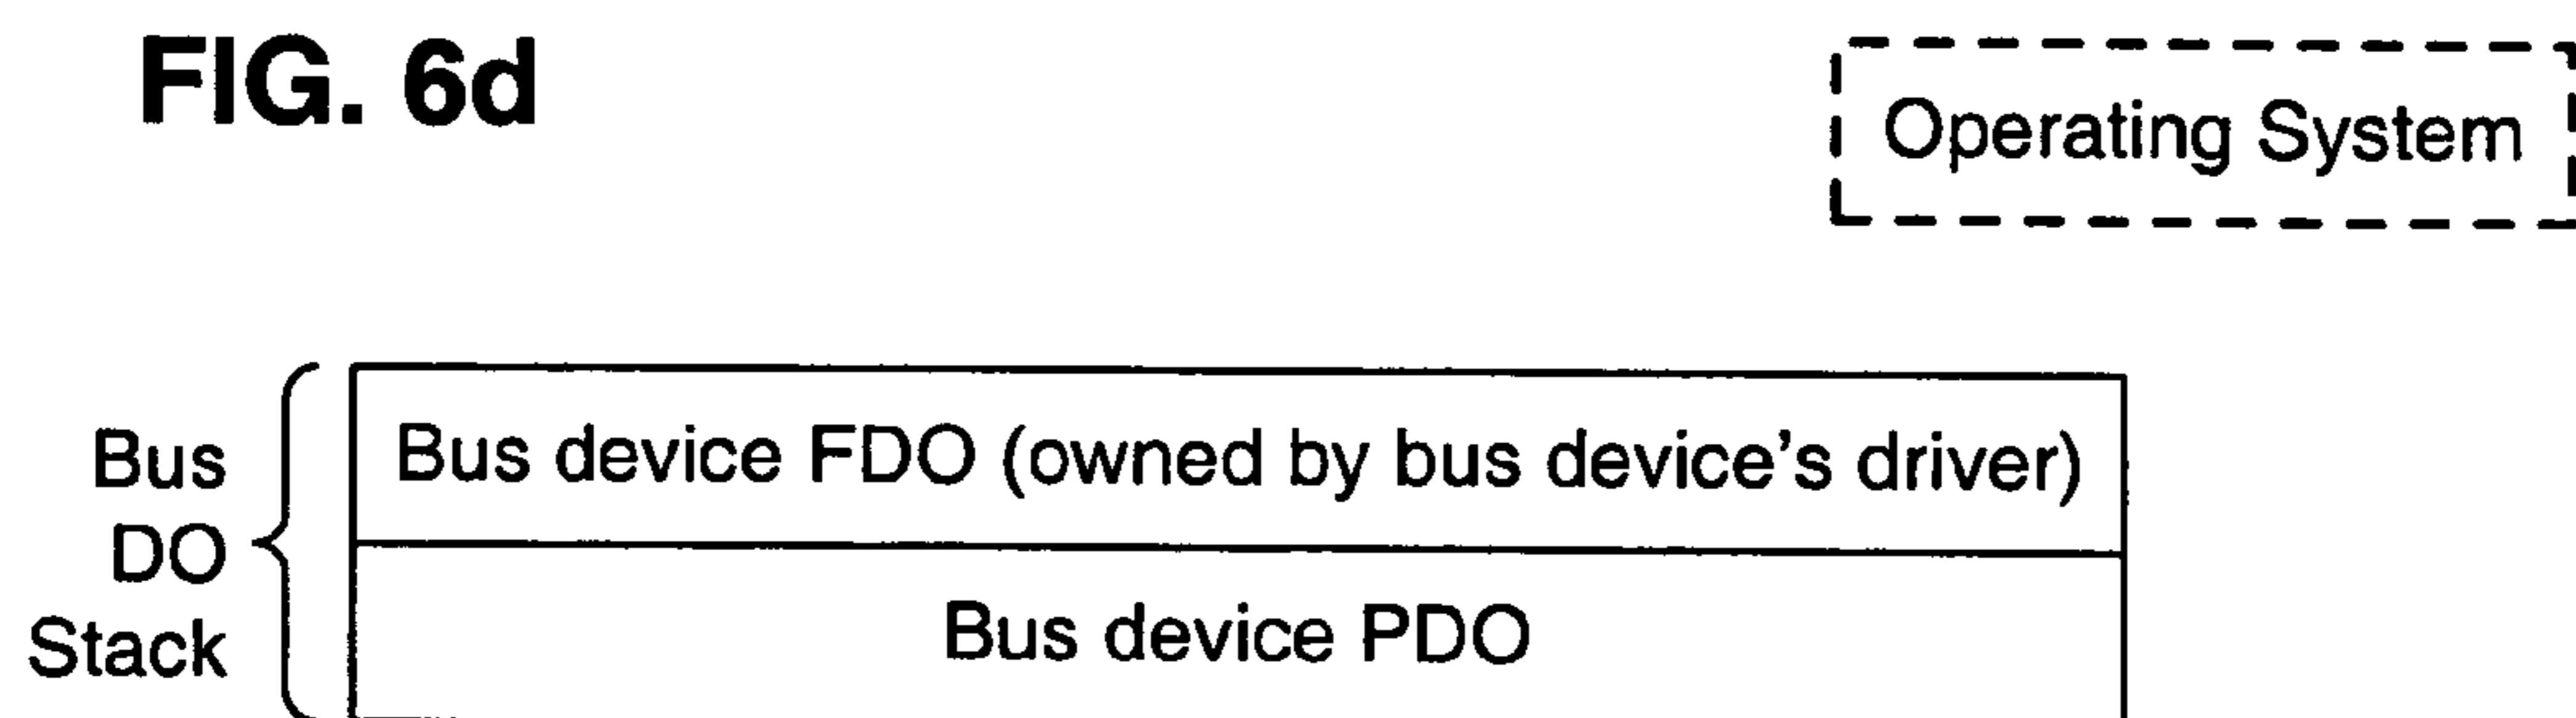 FIG. 6d
Operating System
Bus
DO
Stack
Bus device FDO (owned by bus device's driver)
Bus device PDO